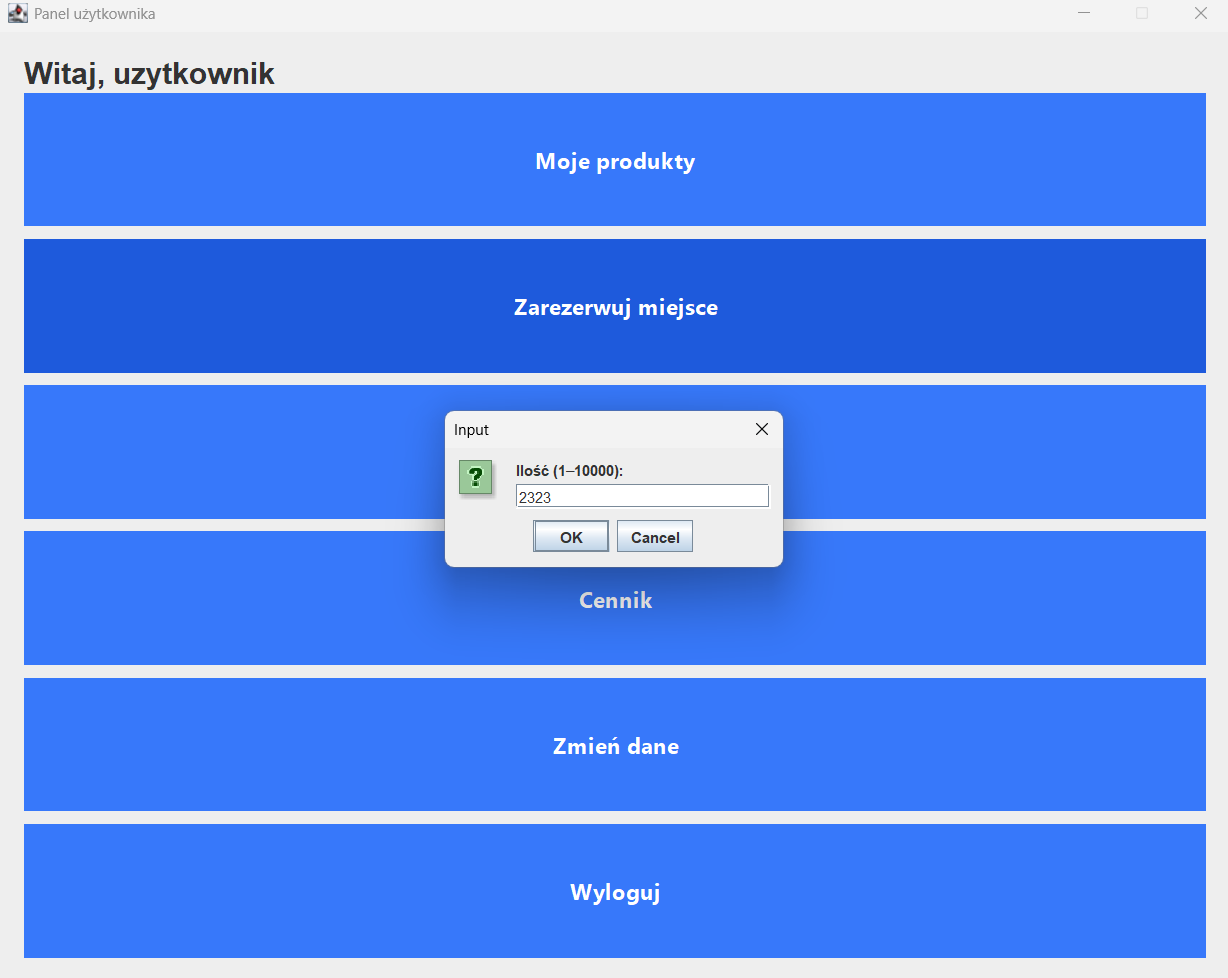 Panel użytkownika
Witaj, uzytkownik
Moje produkty
Zarezerwuj miejsce
Input
?
Ilość (1–10000):
2323
OK Cancel
Cennik
Zmień dane
Wyloguj